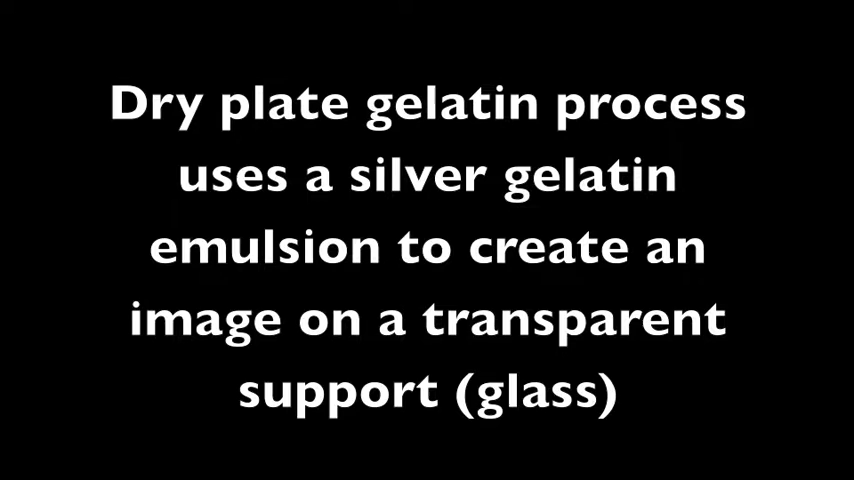 Dry plate gelatin process
uses a silver gelatin
emulsion to create an
image on a transparent
support (glass)